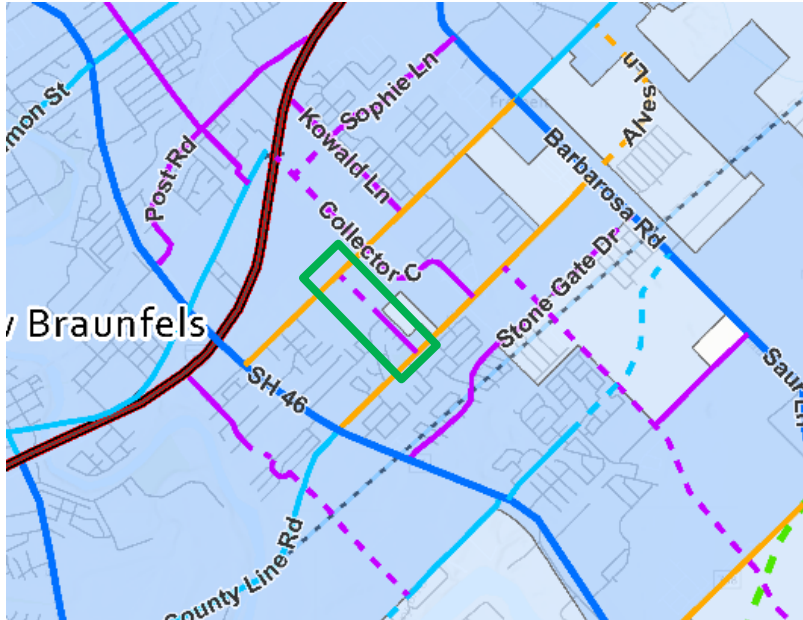 Sophie Ln
Alves Ln
mon St
Kowald Ln
Post Rd
Barbarosa Rd
Collector C
Stone Gate Dr
w Braunfels
SH 46
Saur Ln
County Line Rd